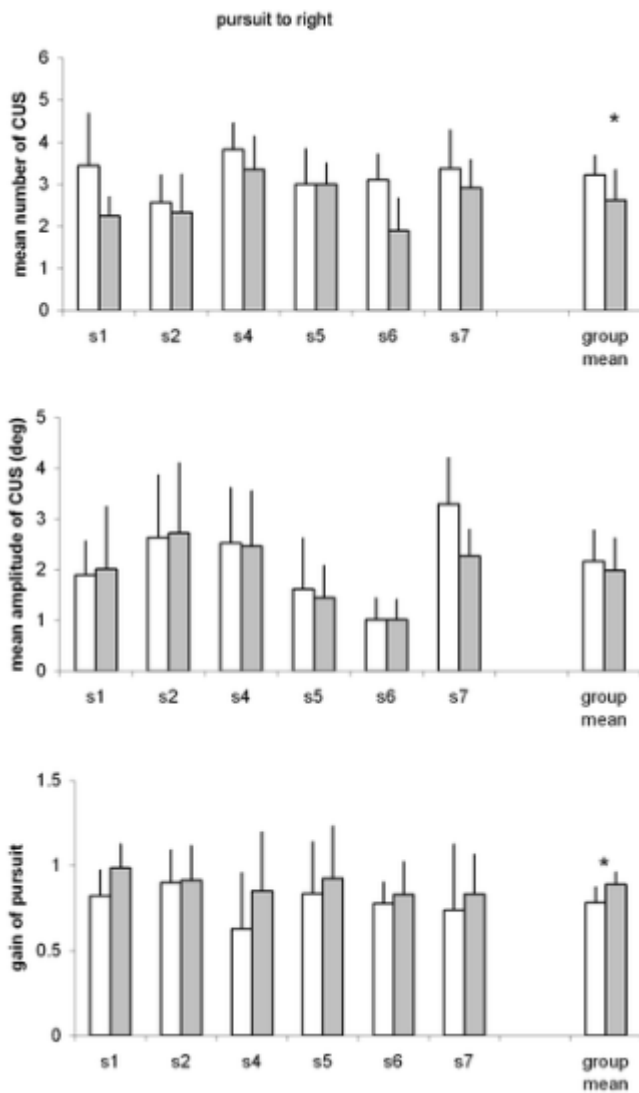 pursuit to right
mean number of CUS
6
5
4
3
2
1
0
*
s1 s2 s4 s5 s6 s7 group
mean
mean amplitude of CUS (deg)
5
4
3
2
1
0
s1 s2 s4 s5 s6 s7 group
mean
gain of pursuit
1.5
1
0.5
0
*
s1 s2 s4 s5 s6 s7 group
mean